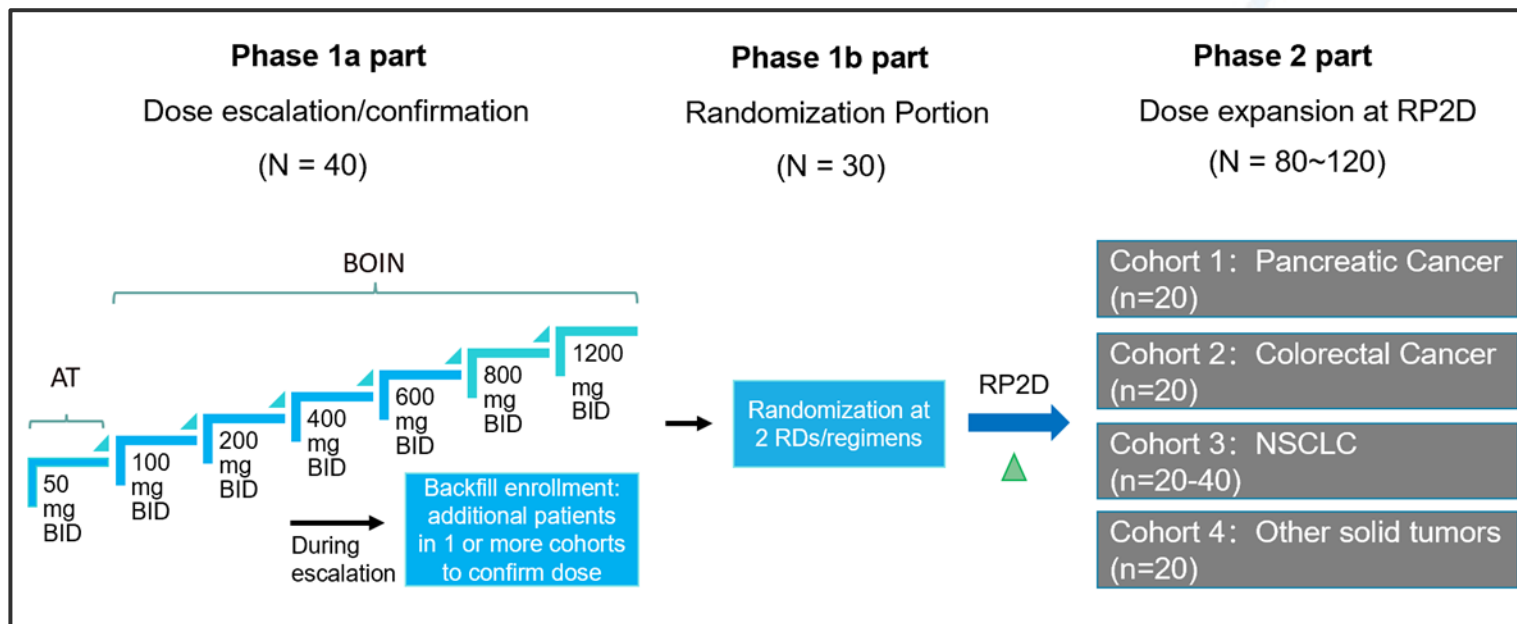 Phase 1a part
Dose escalation/confirmation
(N = 40)
Phase 1b part
Randomization Portion
(N = 30)
Phase 2 part
Dose expansion at RP2D
(N = 80~120)
BOIN
AT
50
mg
BID
100
mg
BID
200
mg
BID
400
mg
BID
600
mg
BID
800
mg
BID
1200
mg
BID
During
escalation
Backfill enrollment:
additional patients
in 1 or more cohorts
to confirm dose
Randomization at
2 RDs/regimens
RP2D
Cohort 1：Pancreatic Cancer
(n=20)
Cohort 2：Colorectal Cancer
(n=20)
Cohort 3：NSCLC
(n=20-40)
Cohort 4：Other solid tumors
(n=20)